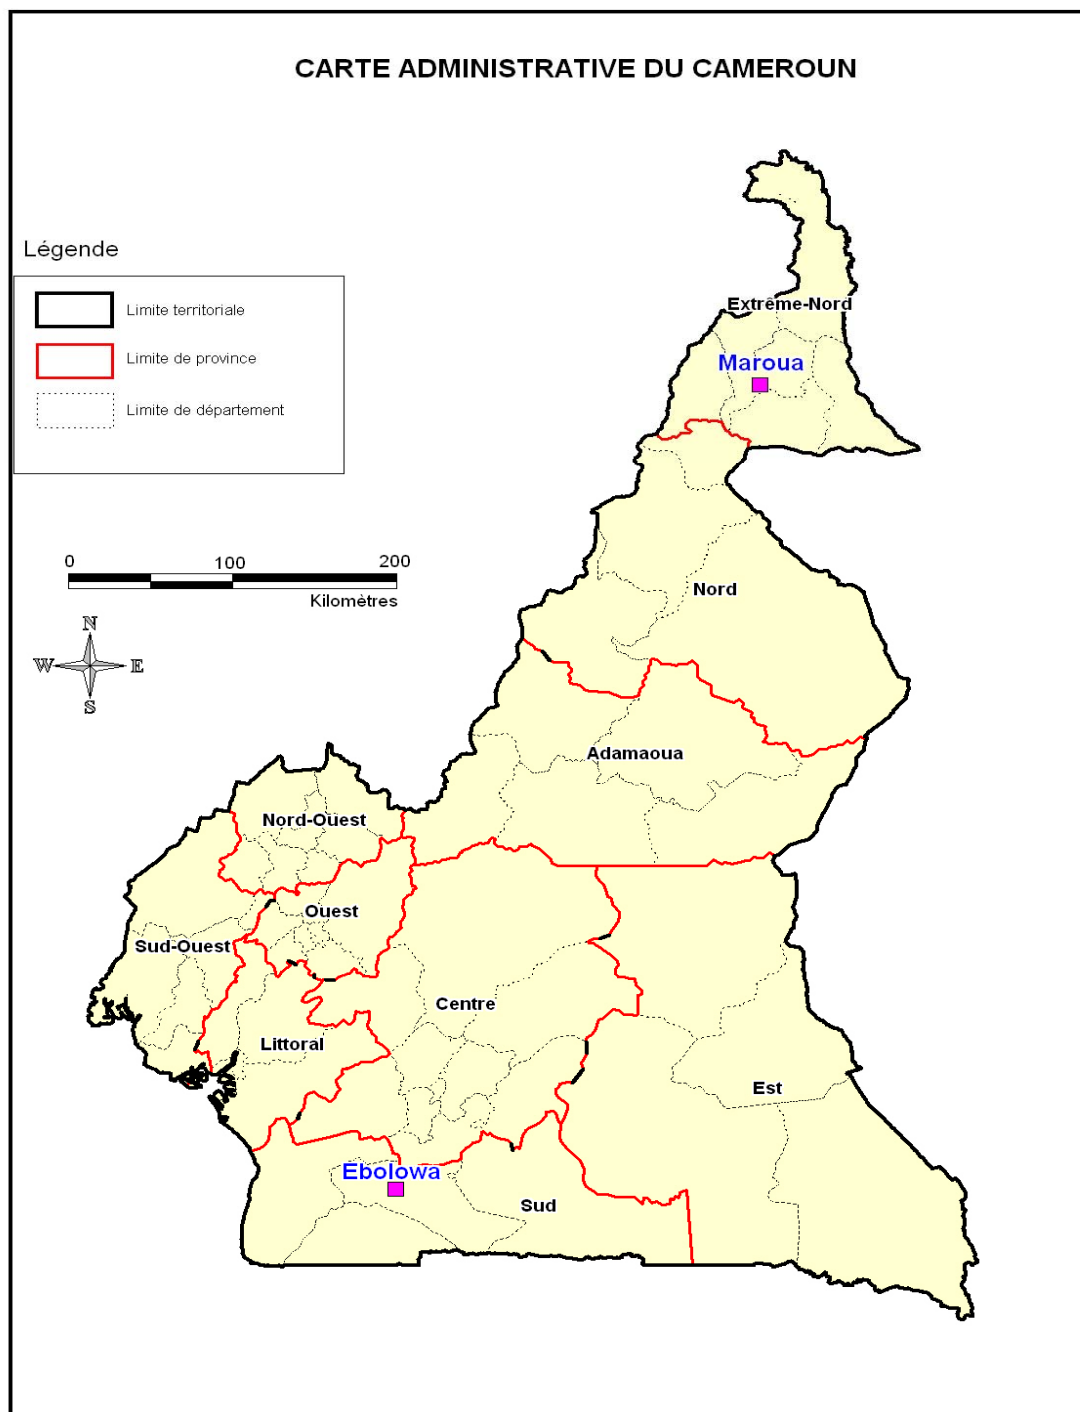 CARTE ADMINISTRATIVE DU CAMEROUN
Légende
Limite territoriale
Limite de province
Limite de département
0 100 200
Kilomètres
N
W E
S
Extrême-Nord
Maroua
Nord
Adamaoua
Nord-Ouest
Ouest
Sud-Ouest
Centre
Littoral
Est
Ebolowa
Sud